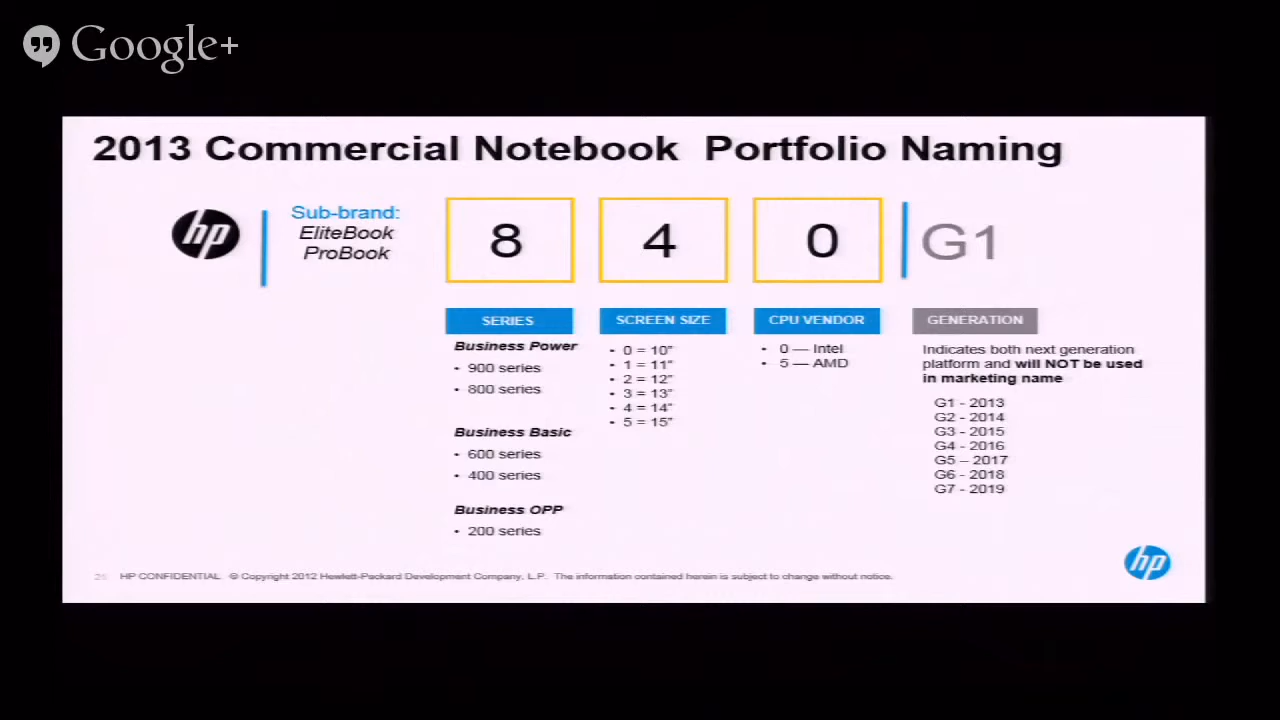 Google+
2013 Commercial Notebook Portfolio Naming
hp
Sub-brand:
EliteBook
ProBook
8
4
0
G1
SERIES
Business Power
• 900 series
• 800 series
Business Basic
• 600 series
• 400 series
Business OPP
• 200 series
SCREEN SIZE
• 0 = 10"
• 1 = 11"
• 2 = 12"
• 3 = 13"
• 4 = 14"
• 5 = 15"
CPU VENDOR
• 0 — Intel
• 5 — AMD
GENERATION
Indicates both next generation
platform and will NOT be used
in marketing name
G1 - 2013
G2 - 2014
G3 - 2015
G4 - 2016
G5 – 2017
G6 - 2018
G7 - 2019
HP CONFIDENTIAL © Copyright 2012 Hewlett-Packard Development Company, L.P. The information contained herein is subject to change without notice.
hp